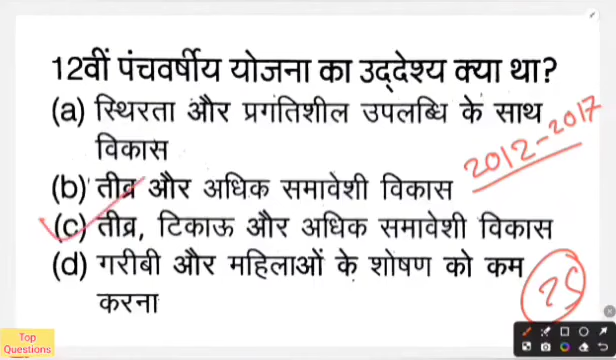 12वीं पंचवर्षीय योजना का उद्देश्य क्या था?
(a) स्थिरता और प्रगतिशील उपलब्धि के साथ
विकास
2012-2017
(b) तीव्र और अधिक समावेशी विकास
(c) तीव्र, टिकाऊ और अधिक समावेशी विकास
(d) गरीबी और महिलाओं के शोषण को कम
करना
25
Top
Questions